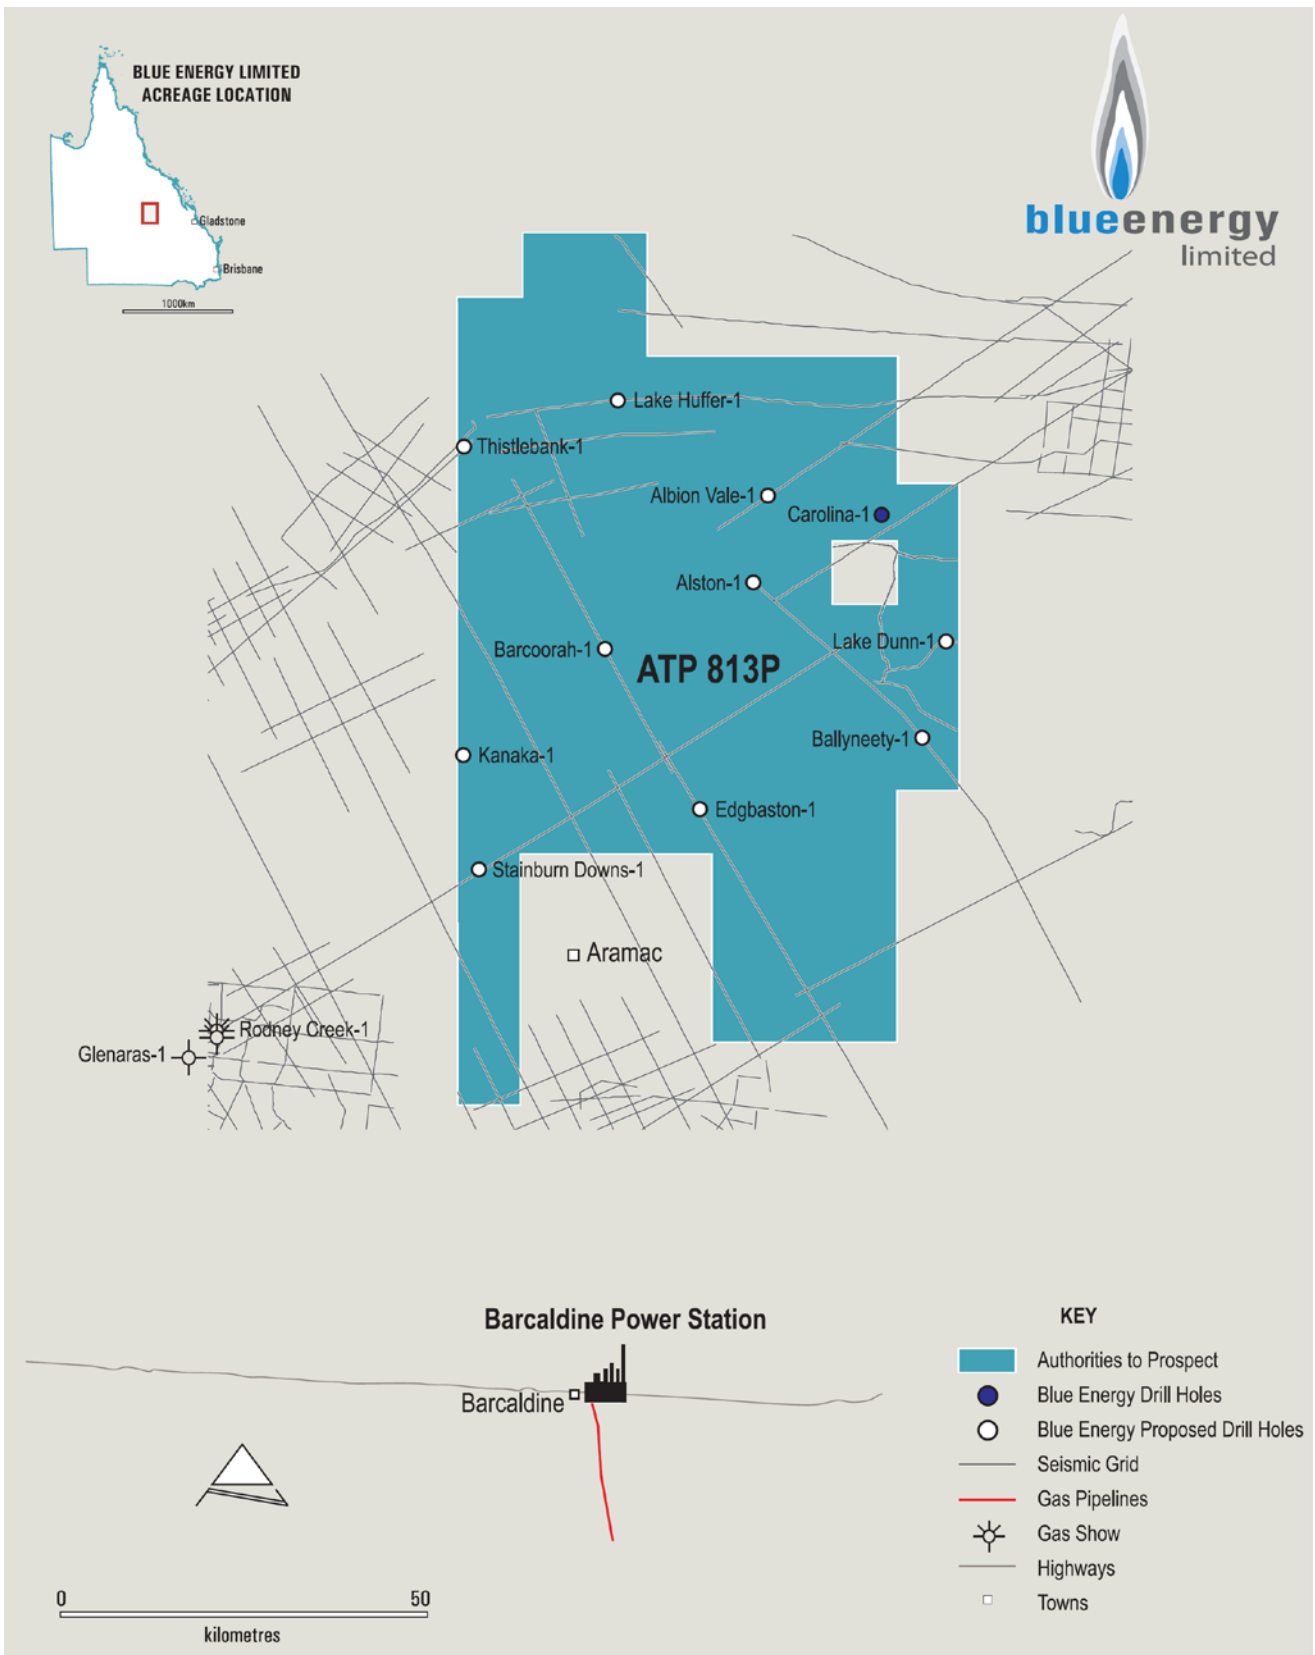 BLUE ENERGY LIMITED
ACREAGE LOCATION
Gladstone
Brisbane
1000km
blueenergy
limited
Lake Huffer-1
Thistlebank-1
Albion Vale-1
Carolina-1
Alston-1
Lake Dunn-1
Barcoorah-1
ATP 813P
Ballyneety-1
Kanaka-1
Edgbaston-1
Stainburn Downs-1
Aramac
Rodney Creek-1
Glenaras-1
Barcaldine Power Station
Barcaldine
KEY
Authorities to Prospect
Blue Energy Drill Holes
Blue Energy Proposed Drill Holes
Seismic Grid
Gas Pipelines
Gas Show
Highways
Towns
0 50
kilometres